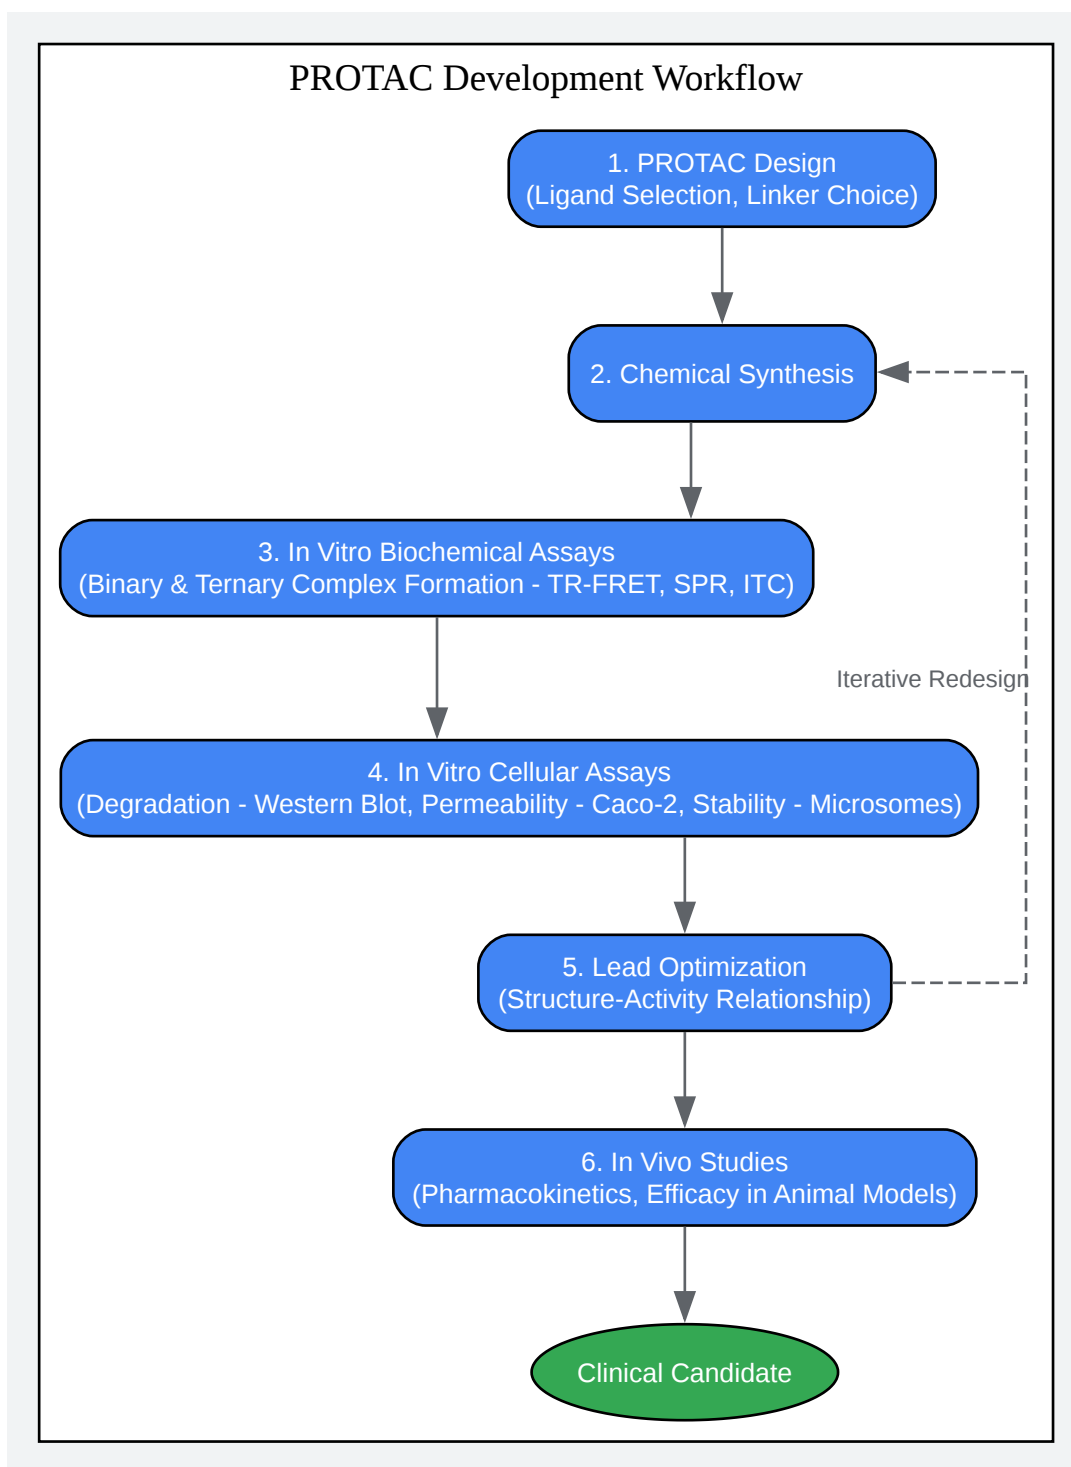 PROTAC Development Workflow
1. PROTAC Design
(Ligand Selection, Linker Choice)
2. Chemical Synthesis
3. In Vitro Biochemical Assays
(Binary & Ternary Complex Formation - TR-FRET, SPR, ITC)
Iterative Redesign
4. In Vitro Cellular Assays
(Degradation - Western Blot, Permeability - Caco-2, Stability - Microsomes)
5. Lead Optimization
(Structure-Activity Relationship)
6. In Vivo Studies
(Pharmacokinetics, Efficacy in Animal Models)
Clinical Candidate